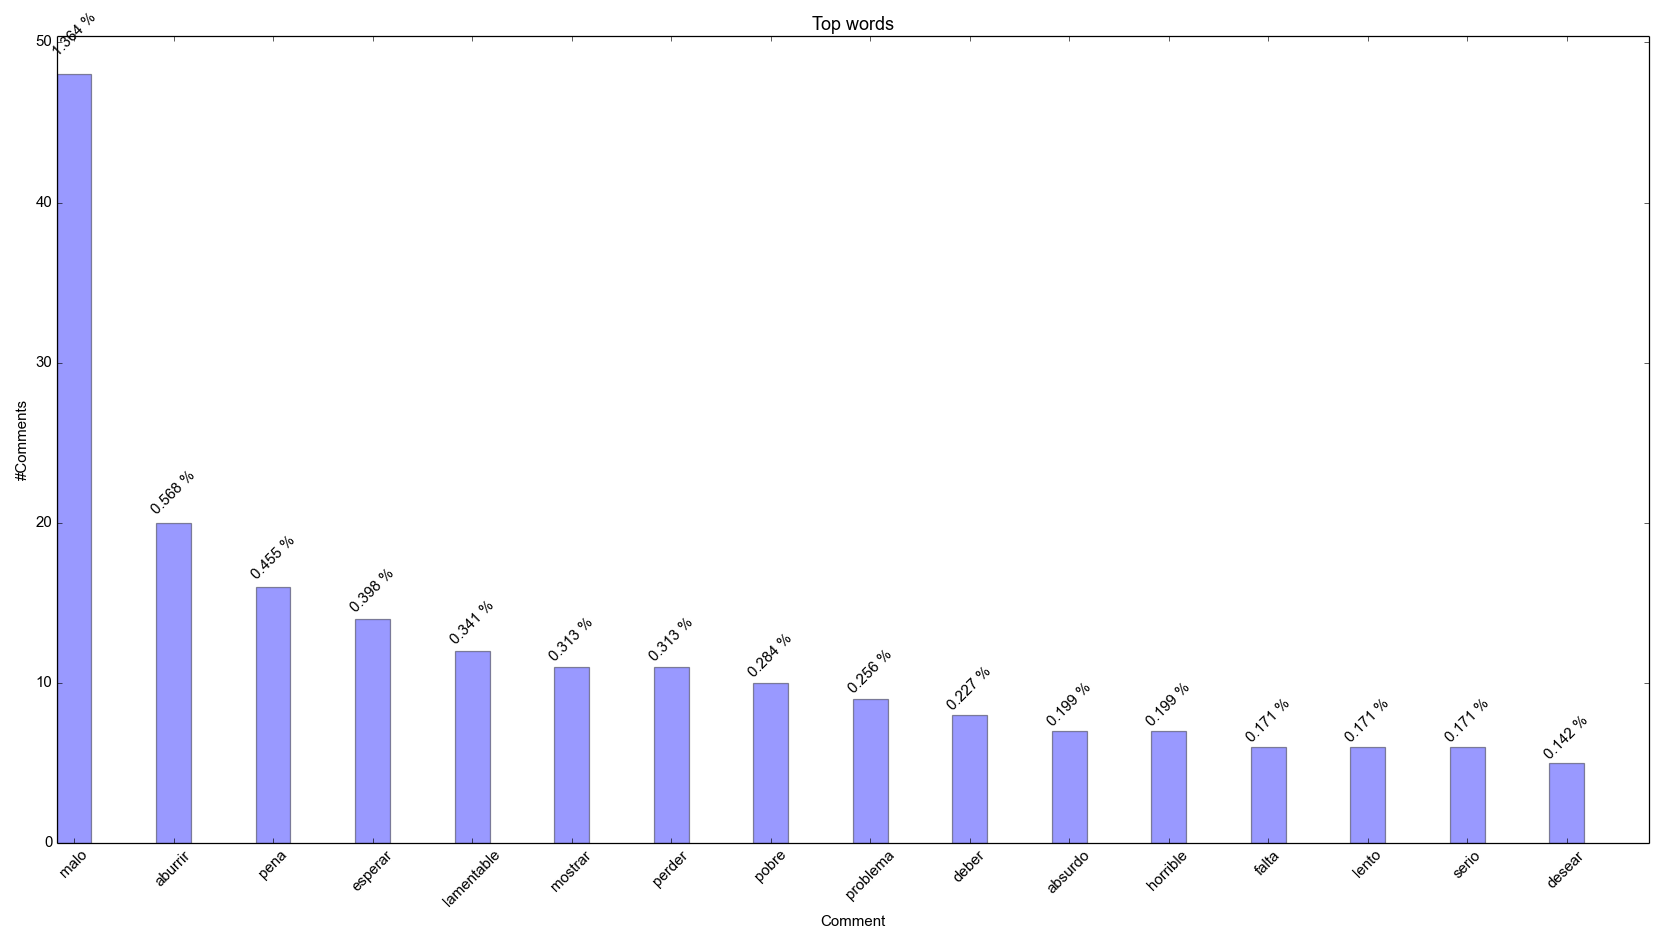 Top words
1.364 %
0.568 %
0.455 %
0.398 %
0.341 %
0.313 %
0.313 %
0.284 %
0.256 %
0.227 %
0.199 %
0.199 %
0.171 %
0.171 %
0.171 %
0.142 %
50
40
30
20
10
0
#Comments
malo
aburrir
pena
esperar
lamentable
mostrar
perder
pobre
problema
deber
absurdo
horrible
falta
lento
serio
desear
Comment